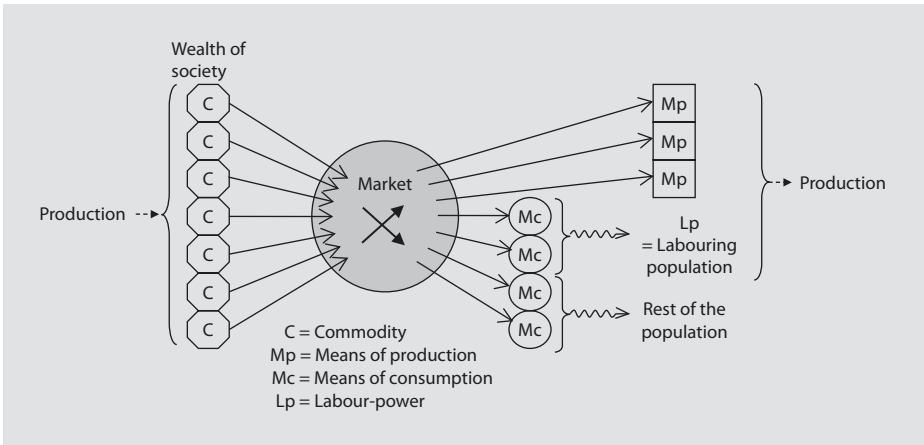 Wealth of
society
C
C
C
C
C
C
C
Production
Market
Mp
Mp
Mp
Mc
Mc
Mc
Mc
Lp
= Labouring
population
Rest of the
population
Production
C = Commodity
Mp = Means of production
Mc = Means of consumption
Lp = Labour-power